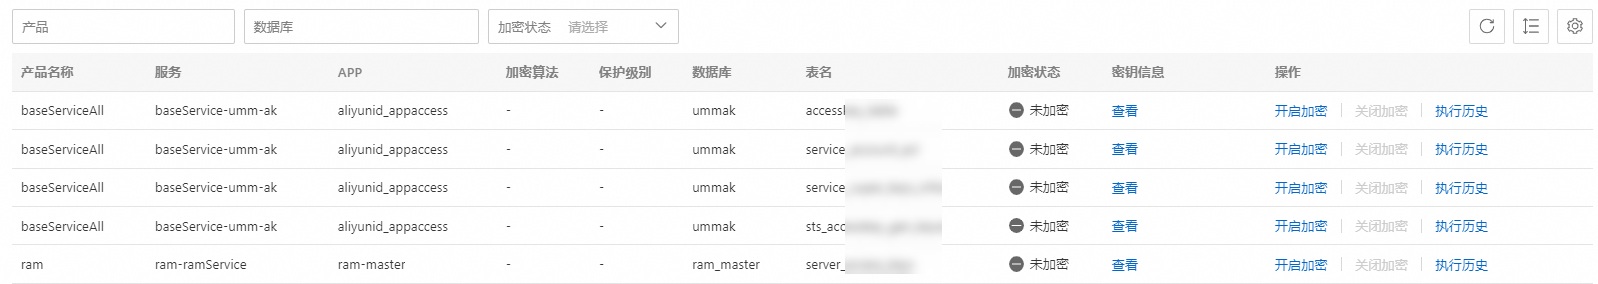 产品 数据库 加密状态 请选择
产品名称 服务 APP 加密算法 保护级别 数据库 表名 加密状态 密钥信息 操作
baseServiceAll baseService-umm-ak aliyunid_appaccess - - ummak 未加密 查看 开启加密 关闭加密 执行历史
baseServiceAll baseService-umm-ak aliyunid_appaccess - - ummak service_ 未加密 查看 开启加密 关闭加密 执行历史
baseServiceAll baseService-umm-ak aliyunid_appaccess - - ummak service_ 未加密 查看 开启加密 关闭加密 执行历史
baseServiceAll baseService-umm-ak aliyunid_appaccess - - ummak 未加密 查看 开启加密 关闭加密 执行历史
ram ram-ramService ram-master - - ram_master server_ 未加密 查看 开启加密 关闭加密 执行历史